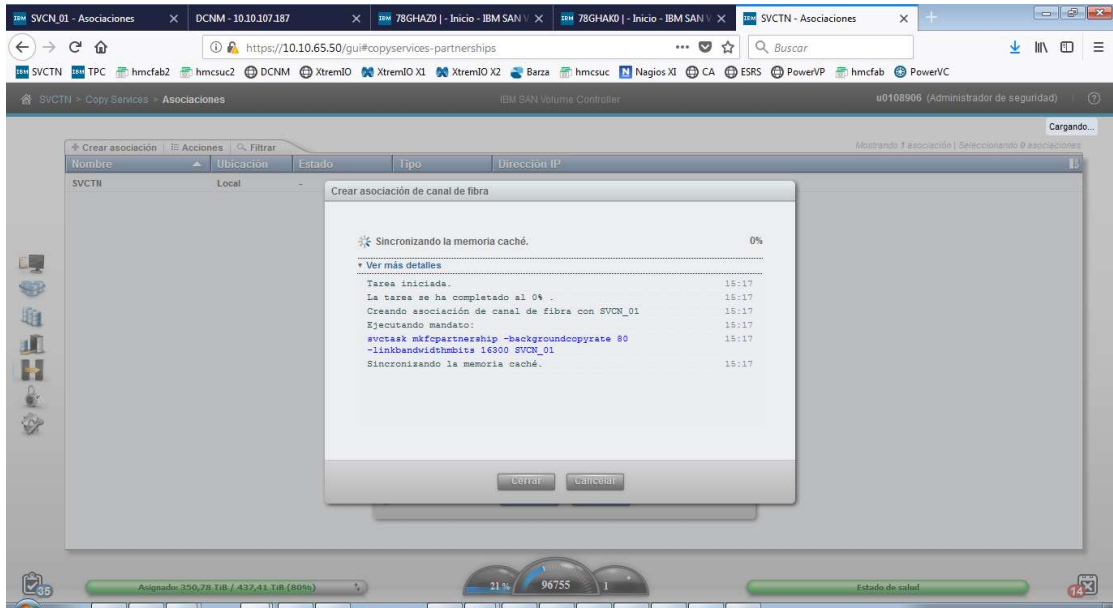 SVCN_01 - Asociaciones
DCNM - 10.10.107.187
78GHAZ0 | - Inicio - IBM SAN V
78GHAK0 | - Inicio - IBM SAN V
SVCTN - Asociaciones
https://10.10.65.50/gui#copyservices-partnerships
Buscar
SVCTN TPC hmcfab2 hmcsuc2 DCNM XtremIO XtremIO X1 XtremIO X2 Barza hmcsuc Nagios XI CA ESRS PowerVP hmcfab PowerVC
SVCTN > Copy Services > Asociaciones
IBM SAN Volume Controller
u0108906 (Administrador de seguridad)
Cargando...
Crear asociación Acciones Filtrar
Mostrando 1 asociación | Seleccionando 0 asociaciones
Nombre Ubicación Estado Tipo Dirección IP
SVCTN Local -
Crear asociación de canal de fibra
Sincronizando la memoria caché. 0%
Ver más detalles
Tarea iniciada. 15:17
La tarea se ha completado al 0% . 15:17
Creando asociación de canal de fibra con SVCN_01 15:17
Ejecutando mandato: 15:17
svctask mkfcpartnership -backgroundcopyrate 80 15:17
-linkbandwidthmbits 16300 SVCN_01
Sincronizando la memoria caché. 15:17
Cerrar Cancelar
35
Asignado: 350,78 TiB / 437,41 TiB (80%)
21 % 96755 1
Estado de salud
14